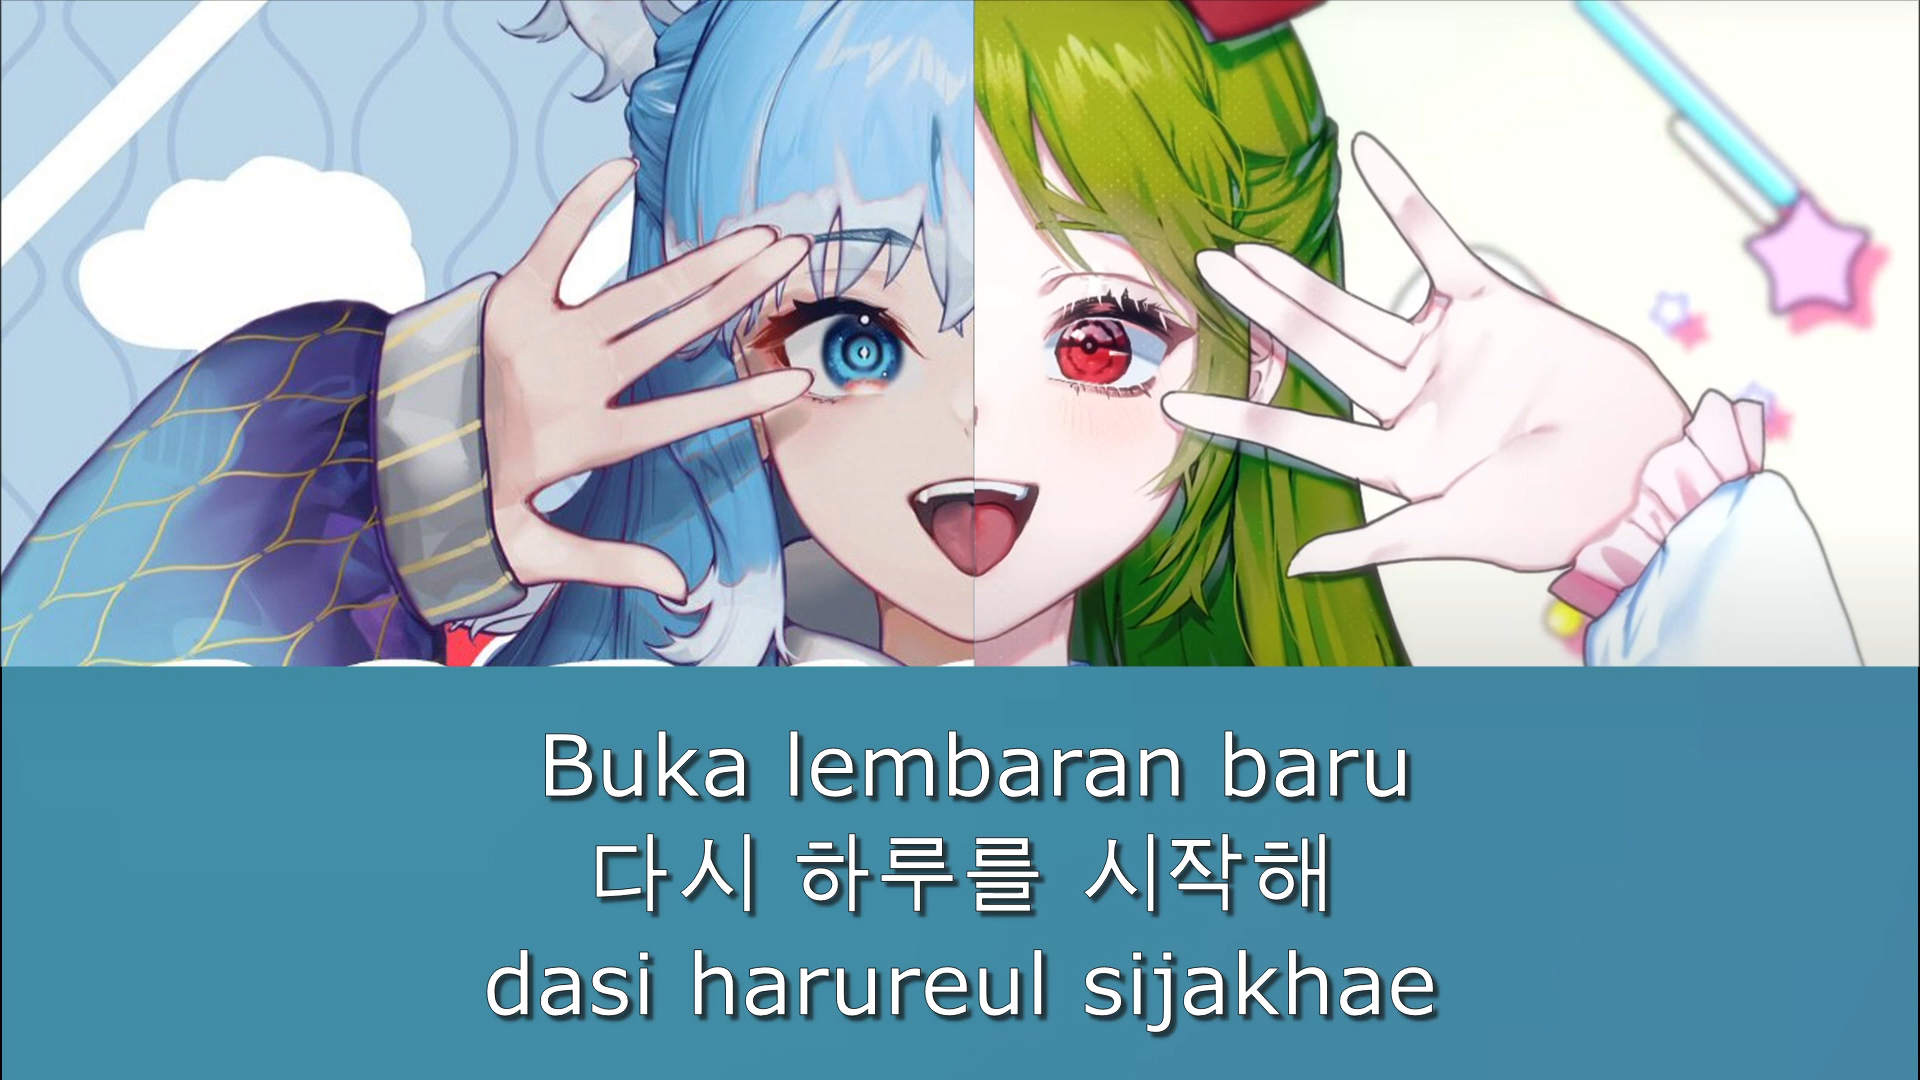 Buka lembaran baru
다시 하루를 시작해
dasi harureul sijakhae